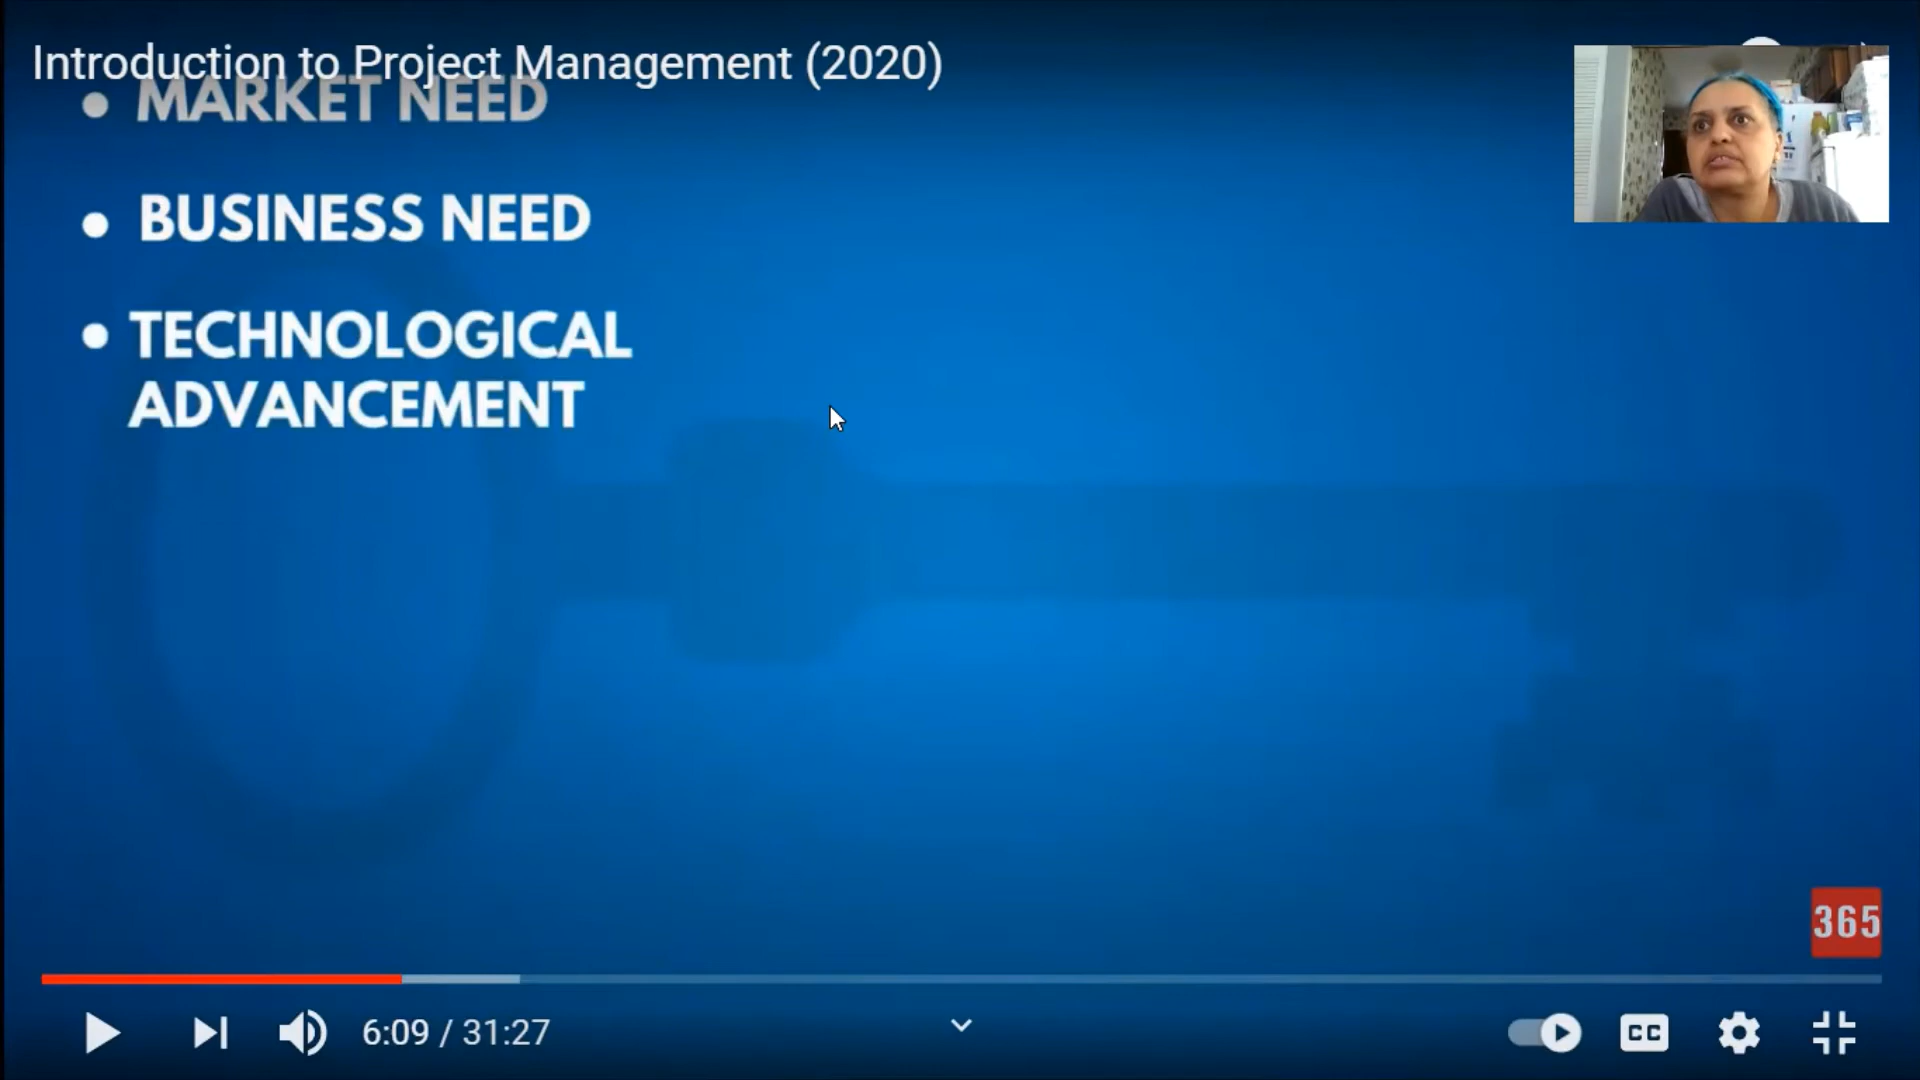 Introduction to Project Management (2020)
• MARKET NEED
• BUSINESS NEED
• TECHNOLOGICAL
ADVANCEMENT
365
6:09 / 31:27
CC